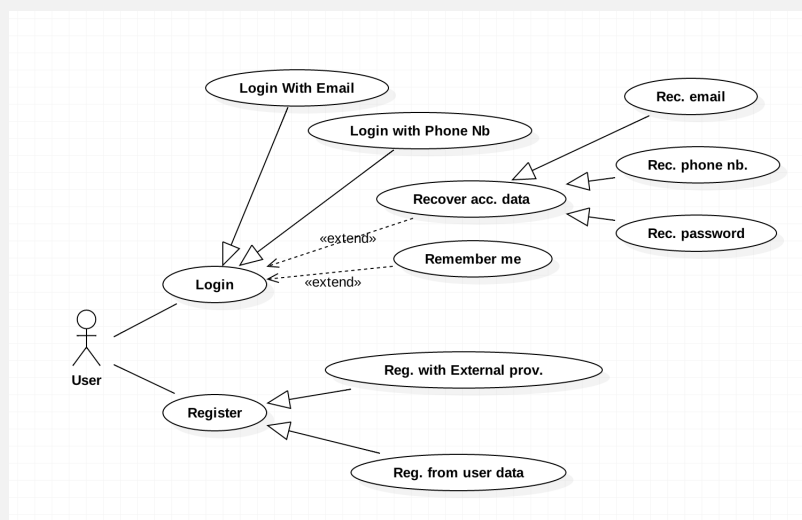 Login With Email
Rec. email
Login with Phone Nb
Rec. phone nb.
Recover acc. data
Rec. password
«extend»
Remember me
«extend»
Login
User
Reg. with External prov.
Register
Reg. from user data